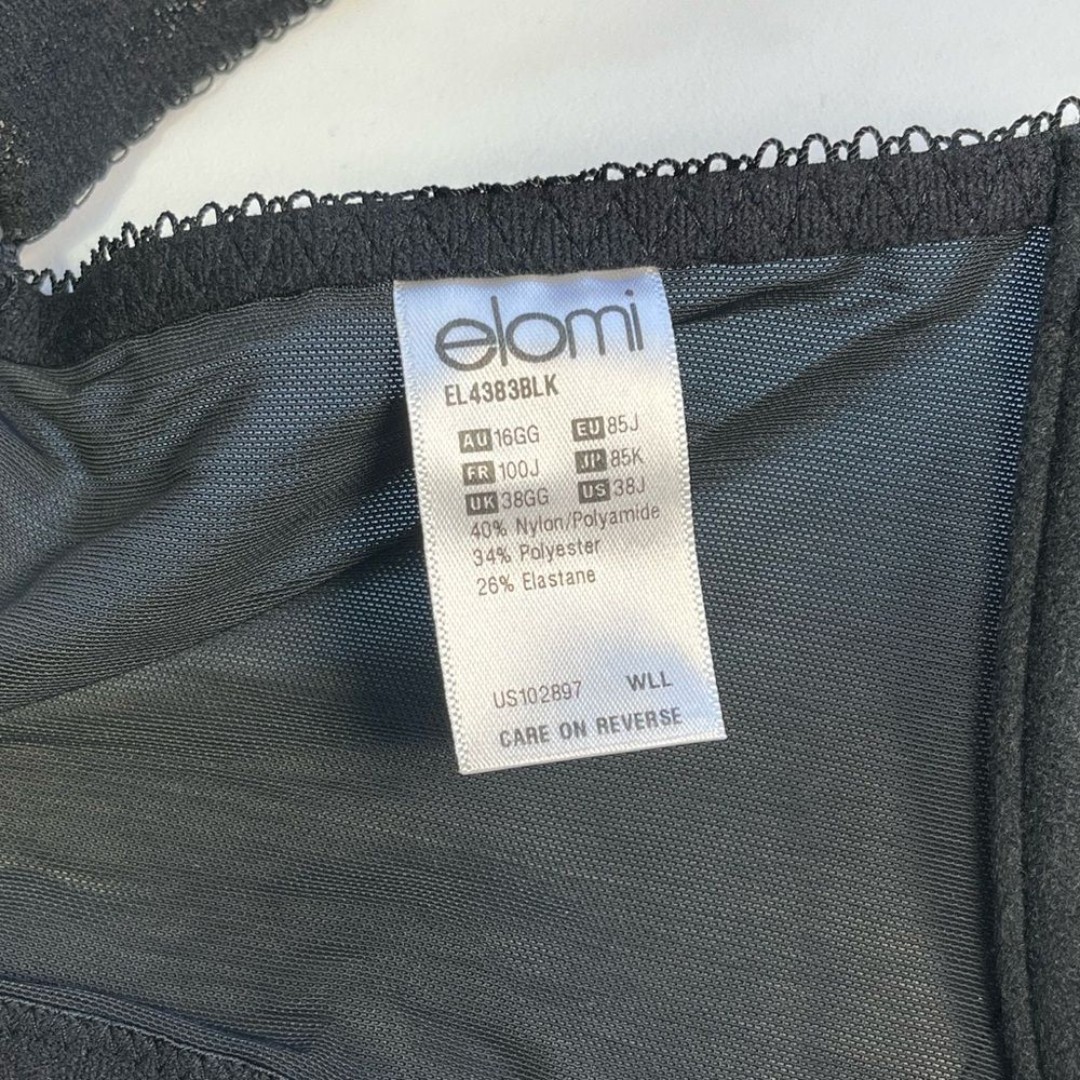 elomi
EL4383BLK
AU 16GG EU 85J
FR 100J JP 85K
UK 38GG US 38J
40% Nylon/Polyamide
34% Polyester
26% Elastane
US102897 WLL
CARE ON REVERSE